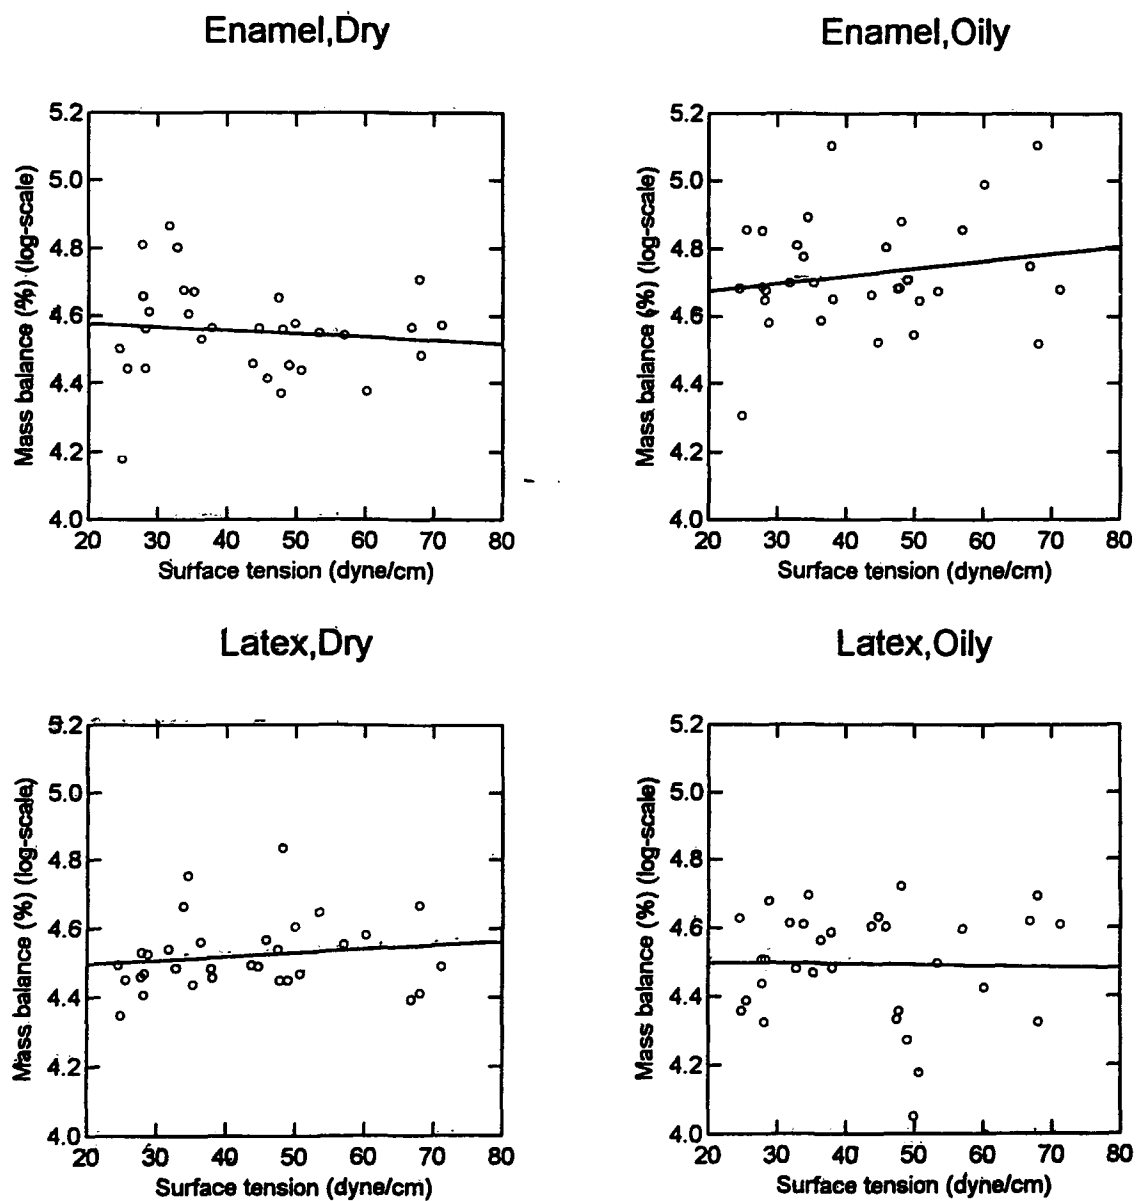 Enamel,Dry
Enamel,Oily
Mass balance (%) (log-scale)
5.2
5.0
4.8
4.6
4.4
4.2
4.0
20 30 40 50 60 70 80
Surface tension (dyne/cm)
Mass balance (%) (log-scale)
5.2
5.0
4.8
4.6
4.4
4.2
4.0
20 30 40 50 60 70 80
Surface tension (dyne/cm)
Latex,Dry
Latex,Oily
Mass balance (%) (log-scale)
5.2
5.0
4.8
4.6
4.4
4.2
4.0
20 30 40 50 60 70 80
Surface tension (dyne/cm)
Mass balance (%) (log-scale)
5.2
5.0
4.8
4.6
4.4
4.2
4.0
20 30 40 50 60 70 80
Surface tension (dyne/cm)